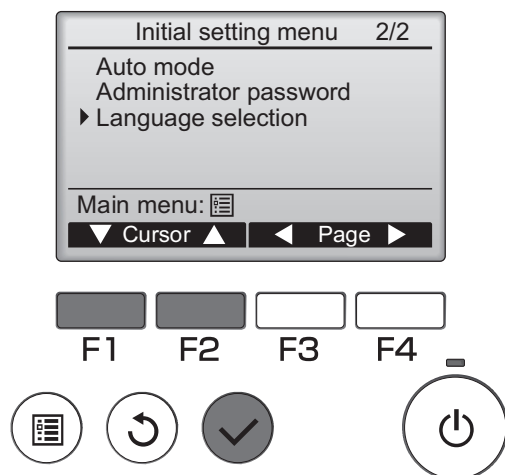 Initial setting menu 2/2
Auto mode
Administrator password
Language selection
Main menu:
Cursor Page
F1 F2 F3 F4